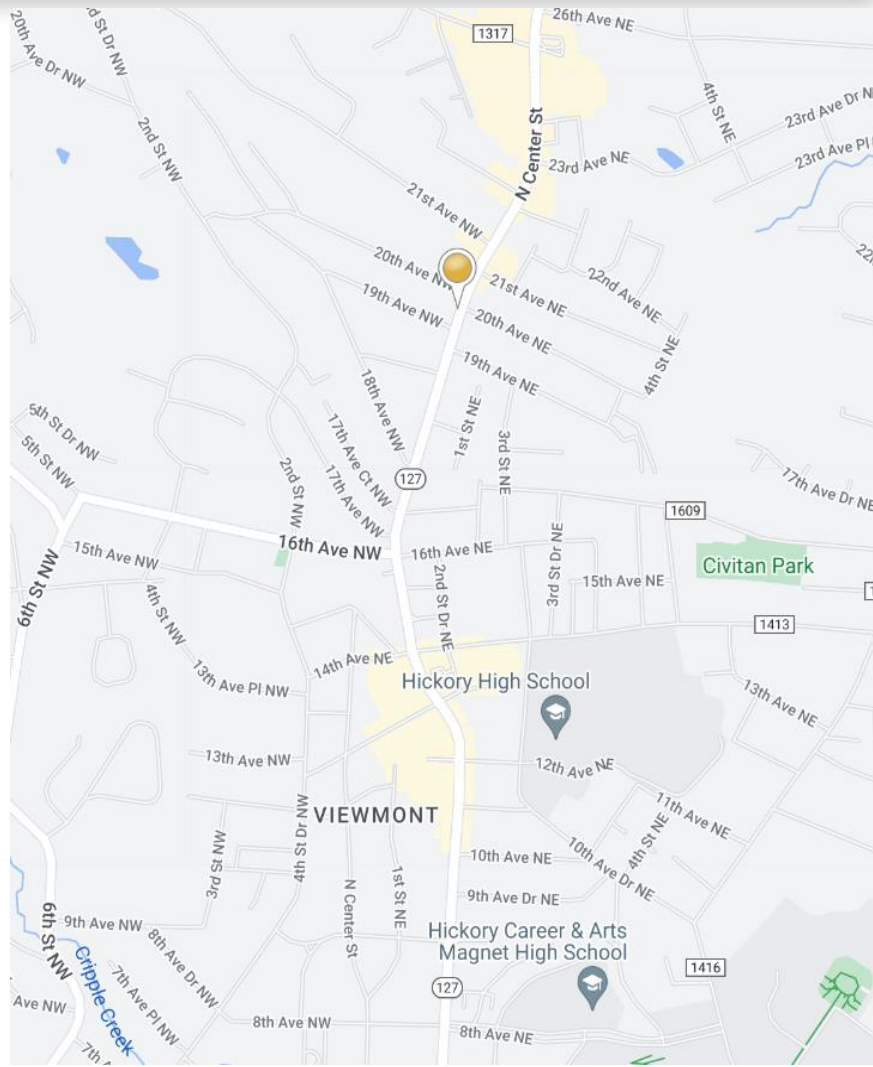 26th Ave NE
1317
20th Ave Dr NW
d St Dr NW
2nd St NW
4th St NE
23rd Ave Dr N
23rd Ave NE
23rd Ave Pl
N Center St
21st Ave NW
20th Ave NW
21st Ave NE
22nd Ave NE
22
19th Ave NW
20th Ave NE
19th Ave NE
4th St NE
18th Ave NW
1st St NE
3rd St NE
17th Ave Ct NW
17th Ave NW
5th St Dr NW
5th St NW
2nd St NW
127
17th Ave Dr NE
1609
16th Ave NW
16th Ave NE
15th Ave NW
6th St NW
3rd St Dr NE
2nd St Dr NE
15th Ave NE
Civitan Park
1
4th St NW
1413
14th Ave NE
13th Ave Pl NW
Hickory High School
13th Ave NE
13th Ave NW
12th Ave NE
VIEWMONT
11th Ave NE
4th St NE
3rd St NW
4th St Dr NW
10th Ave NE
10th Ave Dr NE
1st St NE
N Center St
9th Ave Dr NE
9th Ave NW
6th St NW
8th Ave Dr NW
Hickory Career & Arts
Magnet High School
1416
Cripple Creek
7th Ave Pl NW
127
Ave NW
8th Ave NW
8th Ave NE
7th A